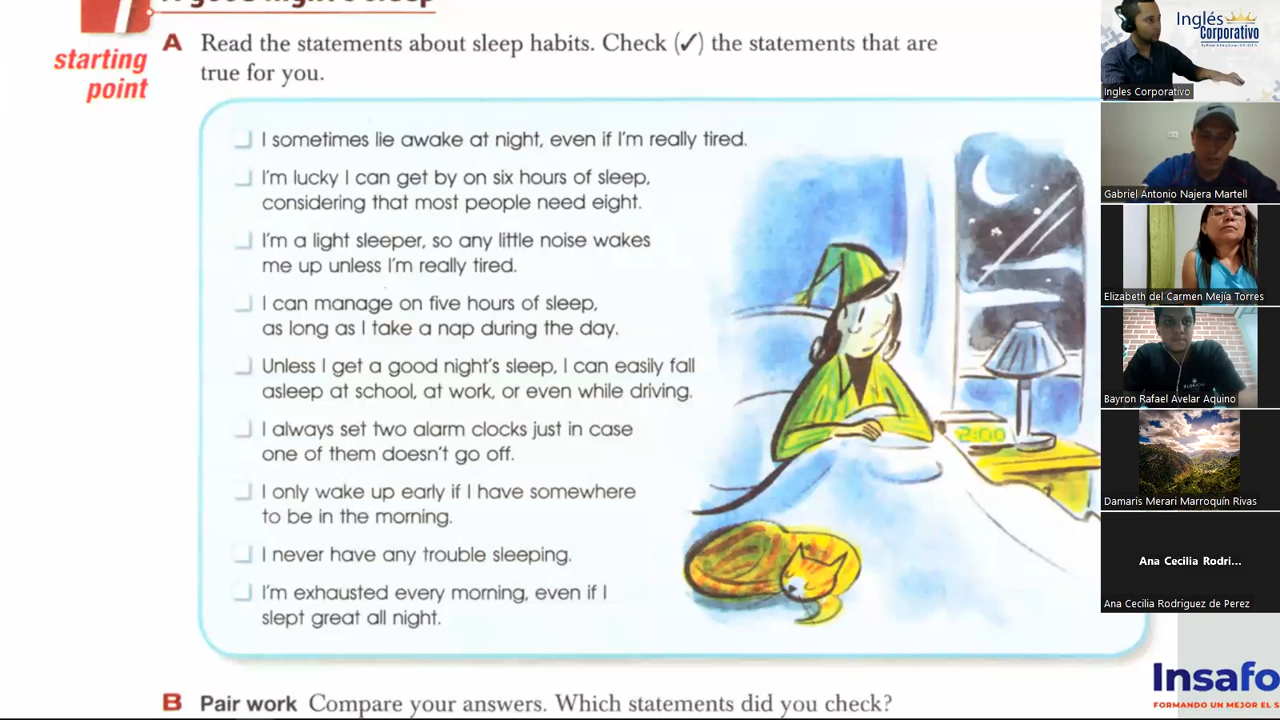 1
starting
point
A Read the statements about sleep habits. Check (✓) the statements that are
true for you.
I sometimes lie awake at night, even if I'm really tired.
I'm lucky I can get by on six hours of sleep,
considering that most people need eight.
I'm a light sleeper, so any little noise wakes
me up unless I'm really tired.
I can manage on five hours of sleep,
as long as I take a nap during the day.
Unless I get a good night's sleep, I can easily fall
asleep at school, at work, or even while driving.
I always set two alarm clocks just in case
one of them doesn't go off.
I only wake up early if I have somewhere
to be in the morning.
I never have any trouble sleeping.
I'm exhausted every morning, even if I
slept great all night.
2:00
B Pair work Compare your answers. Which statements did you check?
Inglés
Corporativo
Ingles Corporativo
Gabriel Antonio Najera Martell
Elizabeth del Carmen Mejia Torres
Bayron Rafael Avelar Aquino
Damaris Merari Marroquín Rivas
Ana Cecilia Rodri...
Ana Cecilia Rodriguez de Perez
Insafo
FORMANDO UN MEJOR EL S